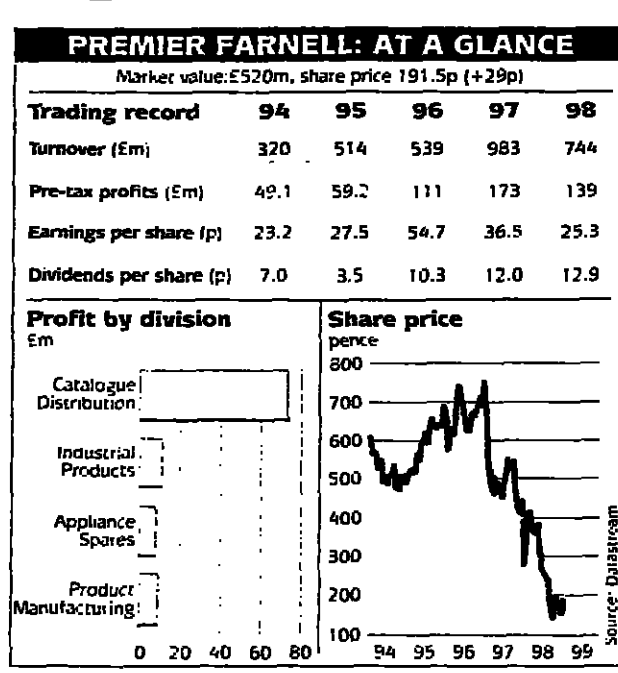 PREMIER FARNELL: AT A GLANCE
Market value:£520m, share price 191.5p (+29p)
Trading record 94 95 96 97 98
Turnover (£m) 320 514 539 983 744
Pre-tax profits (£m) 49.1 59.2 111 173 139
Earnings per share (p) 23.2 27.5 54.7 36.5 25.3
Dividends per share (p) 7.0 3.5 10.3 12.0 12.9
Profit by division
£m
Catalogue
Distribution
Industrial
Products
Appliance
Spares
Product
Manufacturing
0 20 40 60 80
Share price
pence
800
700
600
500
400
300
200
100
94 95 96 97 98 99
Source: Datastream